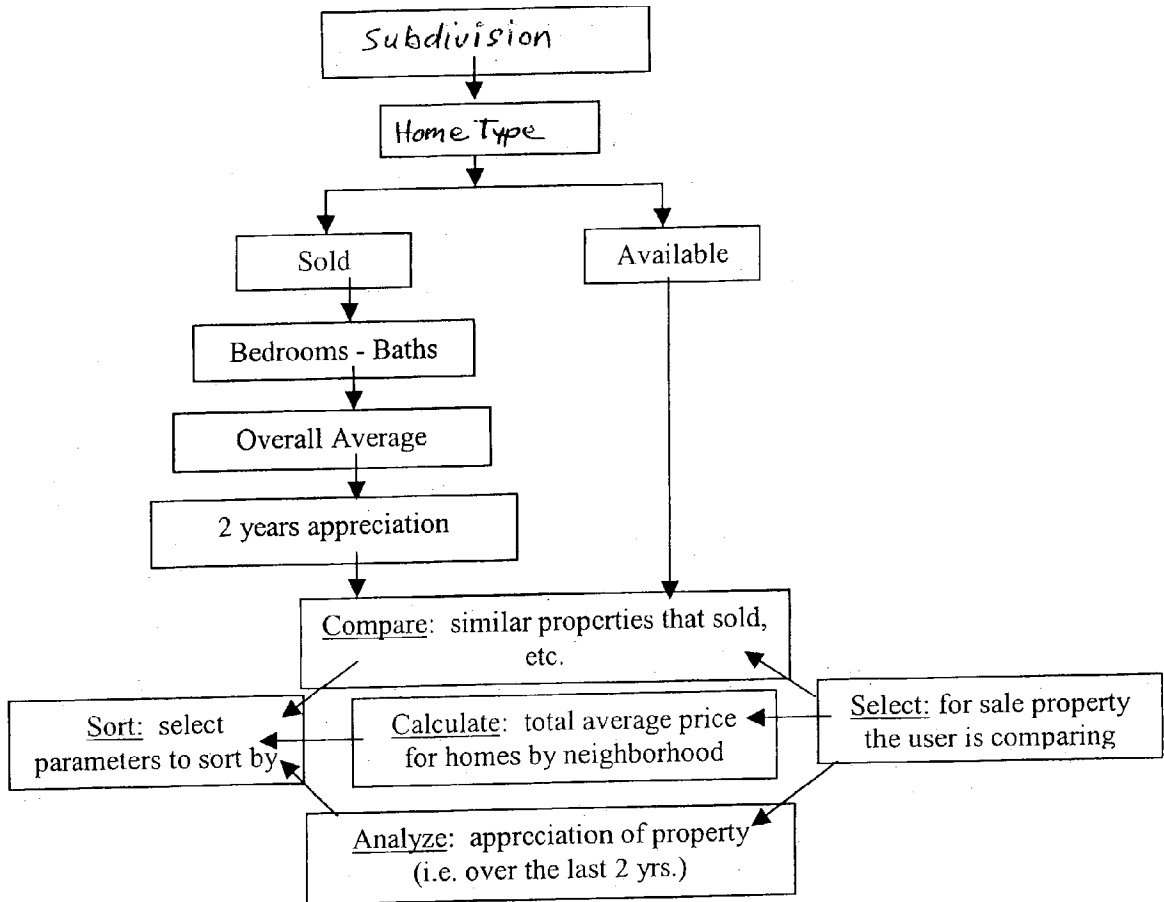 Subdivision
Home Type
Sold
Available
Bedrooms - Baths
Overall Average
2 years appreciation
Compare: similar properties that sold,
etc.
Sort: select
parameters to sort by
Calculate: total average price
for homes by neighborhood
Select: for sale property
the user is comparing
Analyze: appreciation of property
(i.e. over the last 2 yrs.)